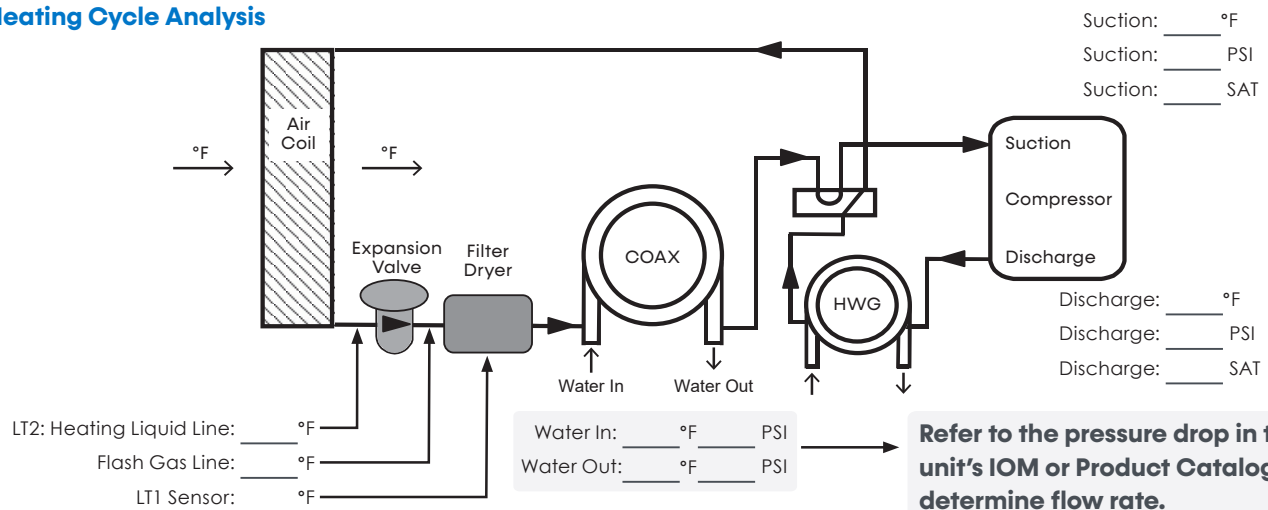 Heating Cycle Analysis
Suction: °F
Suction: PSI
Suction: SAT
Air
Coil
°F
°F
Suction
Compressor
Discharge
Expansion
Valve
Filter
Dryer
COAX
HWG
Discharge: °F
Discharge: PSI
Discharge: SAT
Water In
Water Out
LT2: Heating Liquid Line: °F
Flash Gas Line: °F
LT1 Sensor: °F
Water In: °F PSI
Water Out: °F PSI
Refer to the pressure drop in
unit's IOM or Product Catalog
determine flow rate.